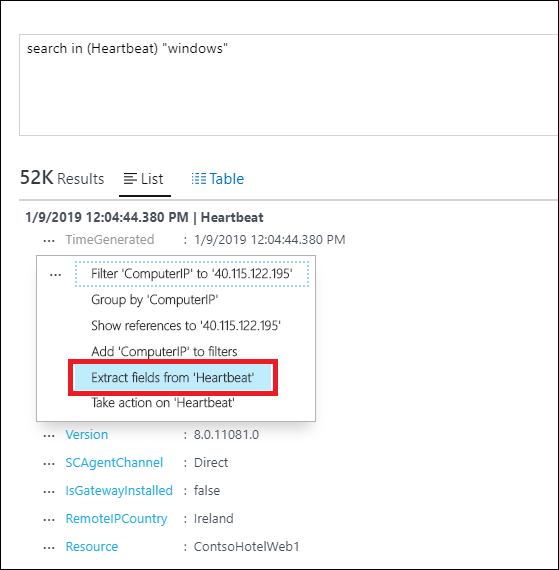 search in (Heartbeat) "windows"
52K Results List Table
1/9/2019 12:04:44.380 PM | Heartbeat
... TimeGenerated : 1/9/2019 12:04:44.380 PM
... Filter 'ComputerIP' to '40.115.122.195'
Group by 'ComputerIP'
Show references to '40.115.122.195'
Add 'ComputerIP' to filters
Extract fields from 'Heartbeat'
Take action on 'Heartbeat'
... Version : 8.0.11081.0
... SCAgentChannel : Direct
... IsGatewayInstalled : false
... RemoteIPCountry : Ireland
... Resource : ContsoHotelWeb1